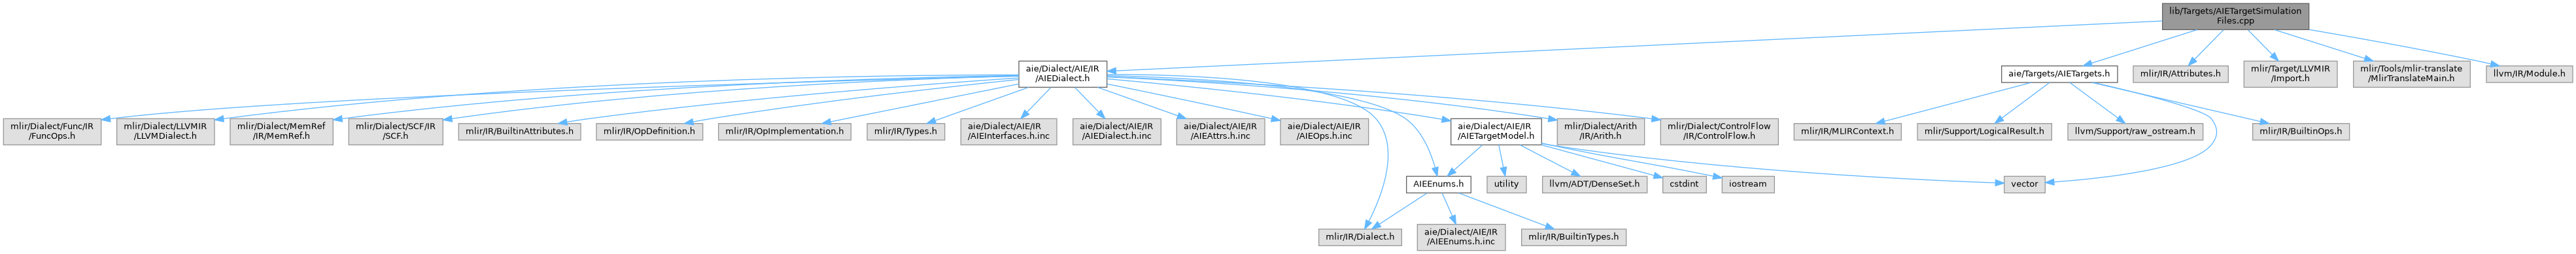 lib/Targets/AIETargetSimulation
Files.cpp
aie/Dialect/AIE/IR
/AIEDialect.h
aie/Targets/AIETargets.h
mlir/IR/Attributes.h
mlir/Target/LLVMIR
/Import.h
mlir/Tools/mlir-translate
/MlirTranslateMain.h
llvm/IR/Module.h
mlir/Dialect/Func/IR
/FuncOps.h
mlir/Dialect/LLVMIR
/LLVMDialect.h
mlir/Dialect/MemRef
/IR/MemRef.h
mlir/Dialect/SCF/IR
/SCF.h
mlir/IR/BuiltinAttributes.h
mlir/IR/OpDefinition.h
mlir/IR/OpImplementation.h
mlir/IR/Types.h
aie/Dialect/AIE/IR
/AIEInterfaces.h.inc
aie/Dialect/AIE/IR
/AIEDialect.h.inc
aie/Dialect/AIE/IR
/AIEAttrs.h.inc
aie/Dialect/AIE/IR
/AIEOps.h.inc
aie/Dialect/AIE/IR
/AIETargetModel.h
mlir/Dialect/Arith
/IR/Arith.h
mlir/Dialect/ControlFlow
/IR/ControlFlow.h
mlir/IR/MLIRContext.h
mlir/Support/LogicalResult.h
llvm/Support/raw_ostream.h
mlir/IR/BuiltinOps.h
AIEEnums.h
utility
llvm/ADT/DenseSet.h
cstdint
iostream
vector
mlir/IR/Dialect.h
aie/Dialect/AIE/IR
/AIEEnums.h.inc
mlir/IR/BuiltinTypes.h